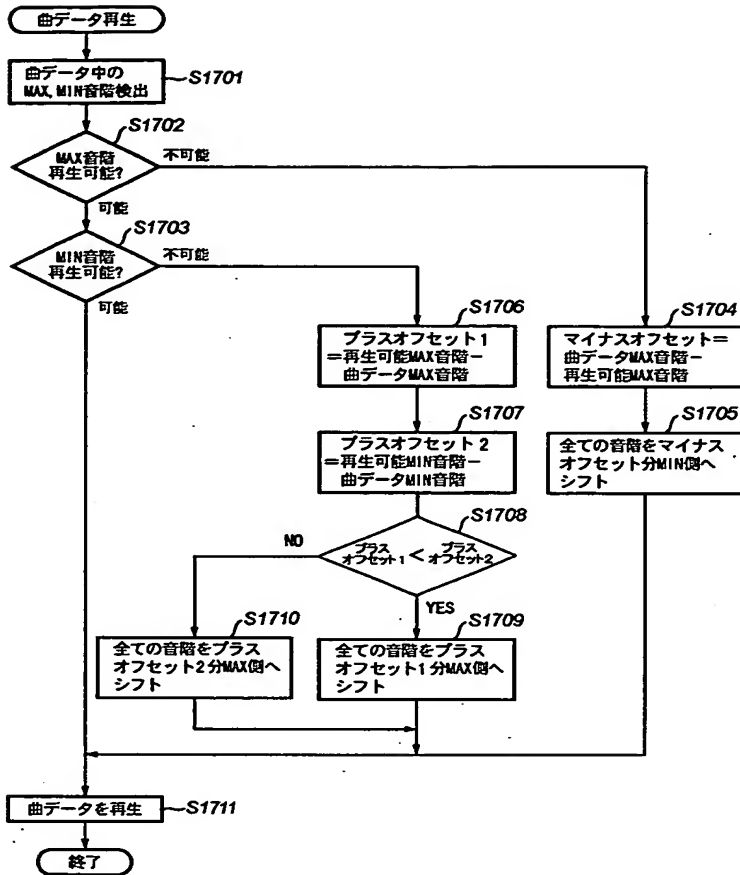 曲データ再生
曲データ中の
MAX,MIN音階検出
S1701
S1702
MAX音階
再生可能?
不可能
可能
S1703
MIN音階
再生可能?
不可能
可能
S1706
プラスオフセット1
=再生可能MAX音階−
曲データMAX音階
S1704
マイナスオフセット=
曲データMAX音階−
再生可能MAX音階
S1707
プラスオフセット2
=再生可能MIN音階−
曲データMIN音階
S1705
全ての音階をマイナス
オフセット分MIN側へ
シフト
S1708
プラス
オフセット1
<
プラス
オフセット2
NO
YES
S1710
全ての音階をプラス
オフセット2分MAX側へ
シフト
S1709
全ての音階をプラス
オフセット1分MAX側へ
シフト
曲データを再生
S1711
終了